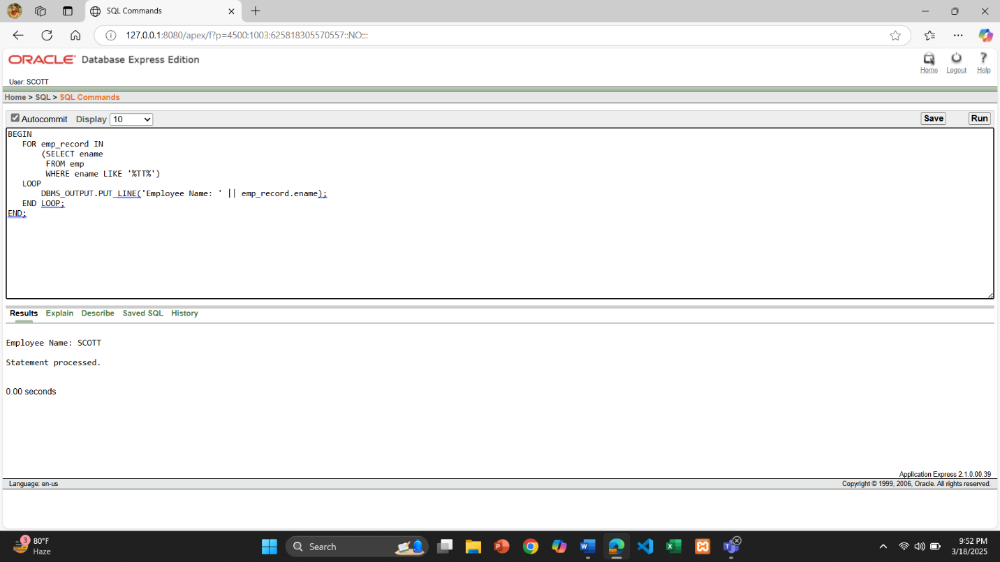 SQL Commands
127.0.0.1:8080/apex/f?p=4500:1003:625818305570557::NO:::
ORACLE Database Express Edition
Home Logout Help
User: SCOTT
Home > SQL > SQL Commands
Autocommit Display 10 Save Run
BEGIN
FOR emp_record IN
(SELECT ename
FROM emp
WHERE ename LIKE '%TT%')
LOOP
DBMS_OUTPUT.PUT_LINE('Employee Name: ' || emp_record.ename);
END LOOP;
END;
Results Explain Describe Saved SQL History
Employee Name: SCOTT
Statement processed.
0.00 seconds
Application Express 2.1.0.00.39
Language: en-us Copyright © 1999, 2006, Oracle. All rights reserved.
3
80°F
Haze
Search
9:52 PM
3/18/2025